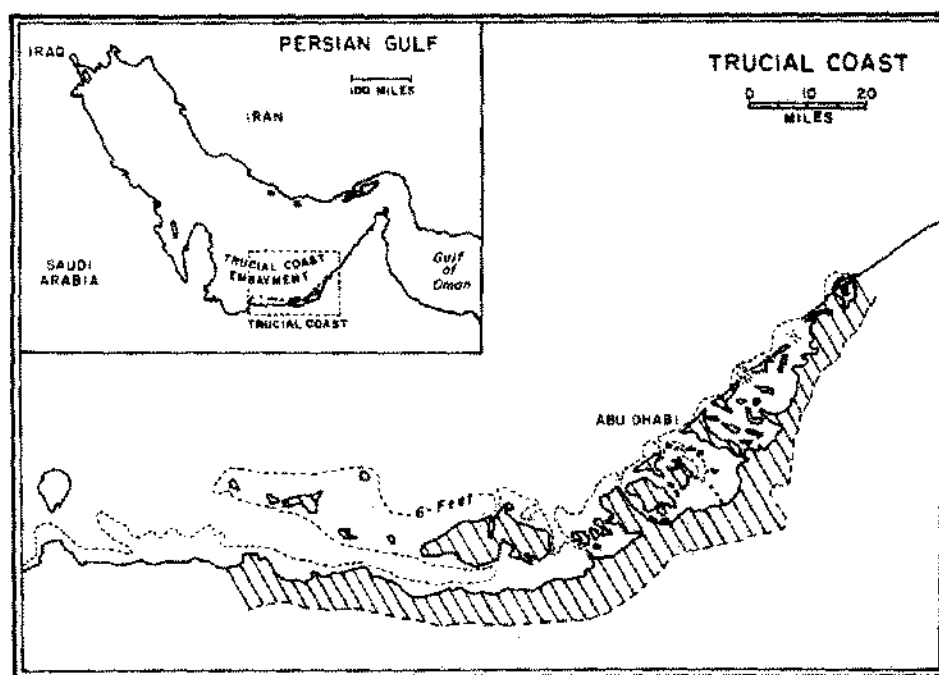 PERSIAN GULF
IRAQ
100 MILES
IRAN
SAUDI
ARABIA
TRUCIAL COAST
EMBAYMENT
TRUCIAL COAST
Gulf
of
Oman
TRUCIAL COAST
0 10 20
MILES
ABU DHABI
6-Feet